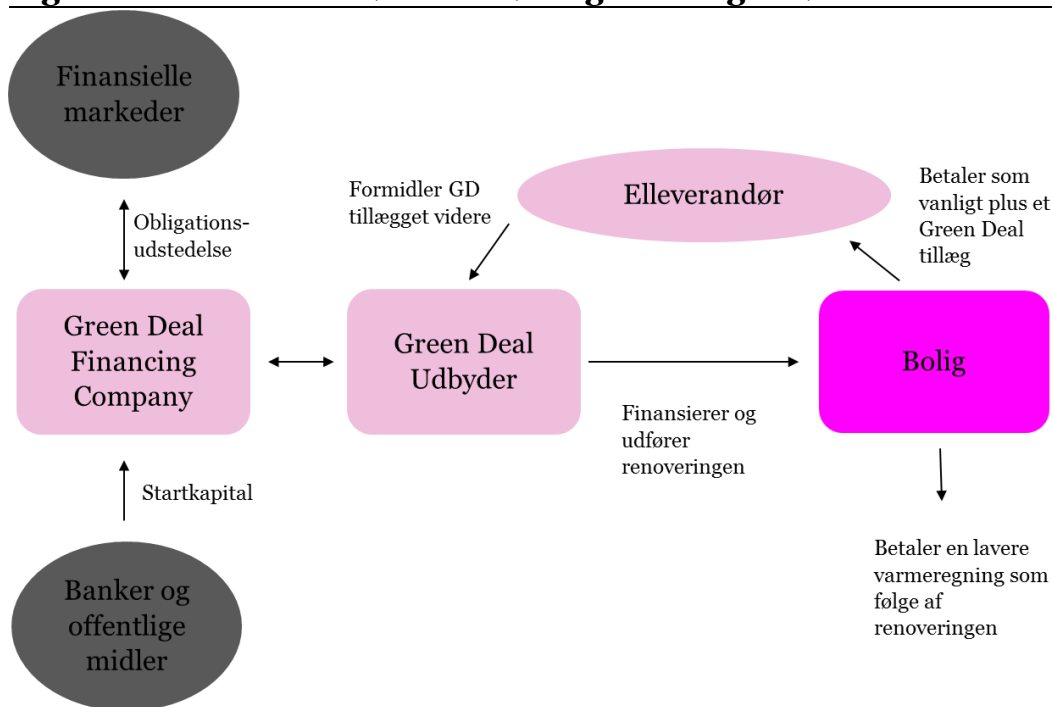 Finansielle
markeder
Obligations-
udstedelse
Green Deal
Financing
Company
Startkapital
Banker og
offentlige
midler
Formidler GD
tillægget videre
Green Deal
Udbyder
Elleverandør
Betaler som
vanligt plus et
Green Deal
tillæg
Finansierer og
udfører
renoveringen
Bolig
Betaler en lavere
varmeregning som
følge af
renoveringen